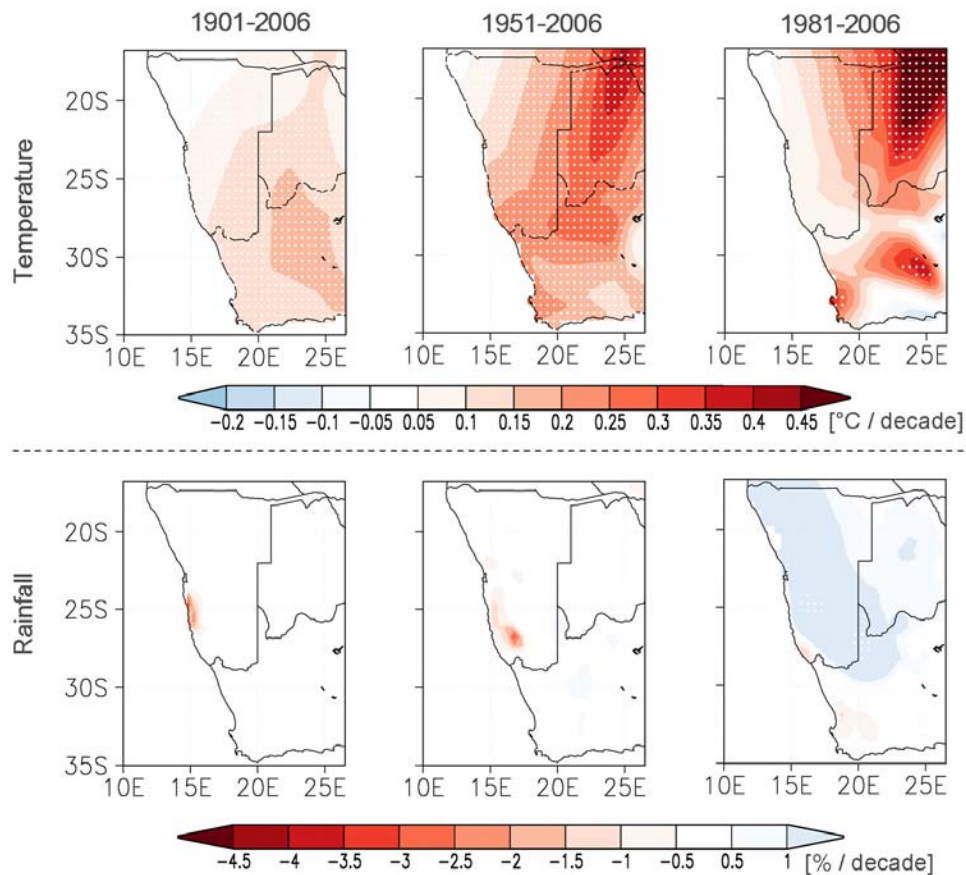 1901-2006 1951-2006 1981-2006
Temperature
20S
25S
30S
35S
10E 15E 20E 25E 10E 15E 20E 25E 10E 15E 20E 25E
-0.2 -0.15 -0.1 -0.05 0.05 0.1 0.15 0.2 0.25 0.3 0.35 0.4 0.45 [°C / decade]
Rainfall
20S
25S
30S
35S
10E 15E 20E 25E 10E 15E 20E 25E 10E 15E 20E 25E
-4.5 -4 -3.5 -3 -2.5 -2 -1.5 -1 -0.5 0.5 1 [% / decade]